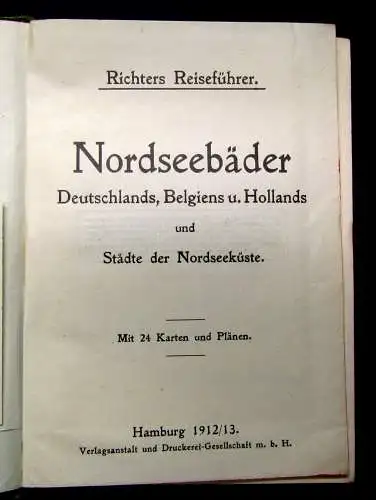 Richters Reiseführer.
Nordseebäder
Deutschlands, Belgiens u. Hollands
und
Städte der Nordseeküste.
Mit 24 Karten und Plänen.
Hamburg 1912/13.
Verlagsanstalt und Druckerei-Gesellschaft m. b. H.